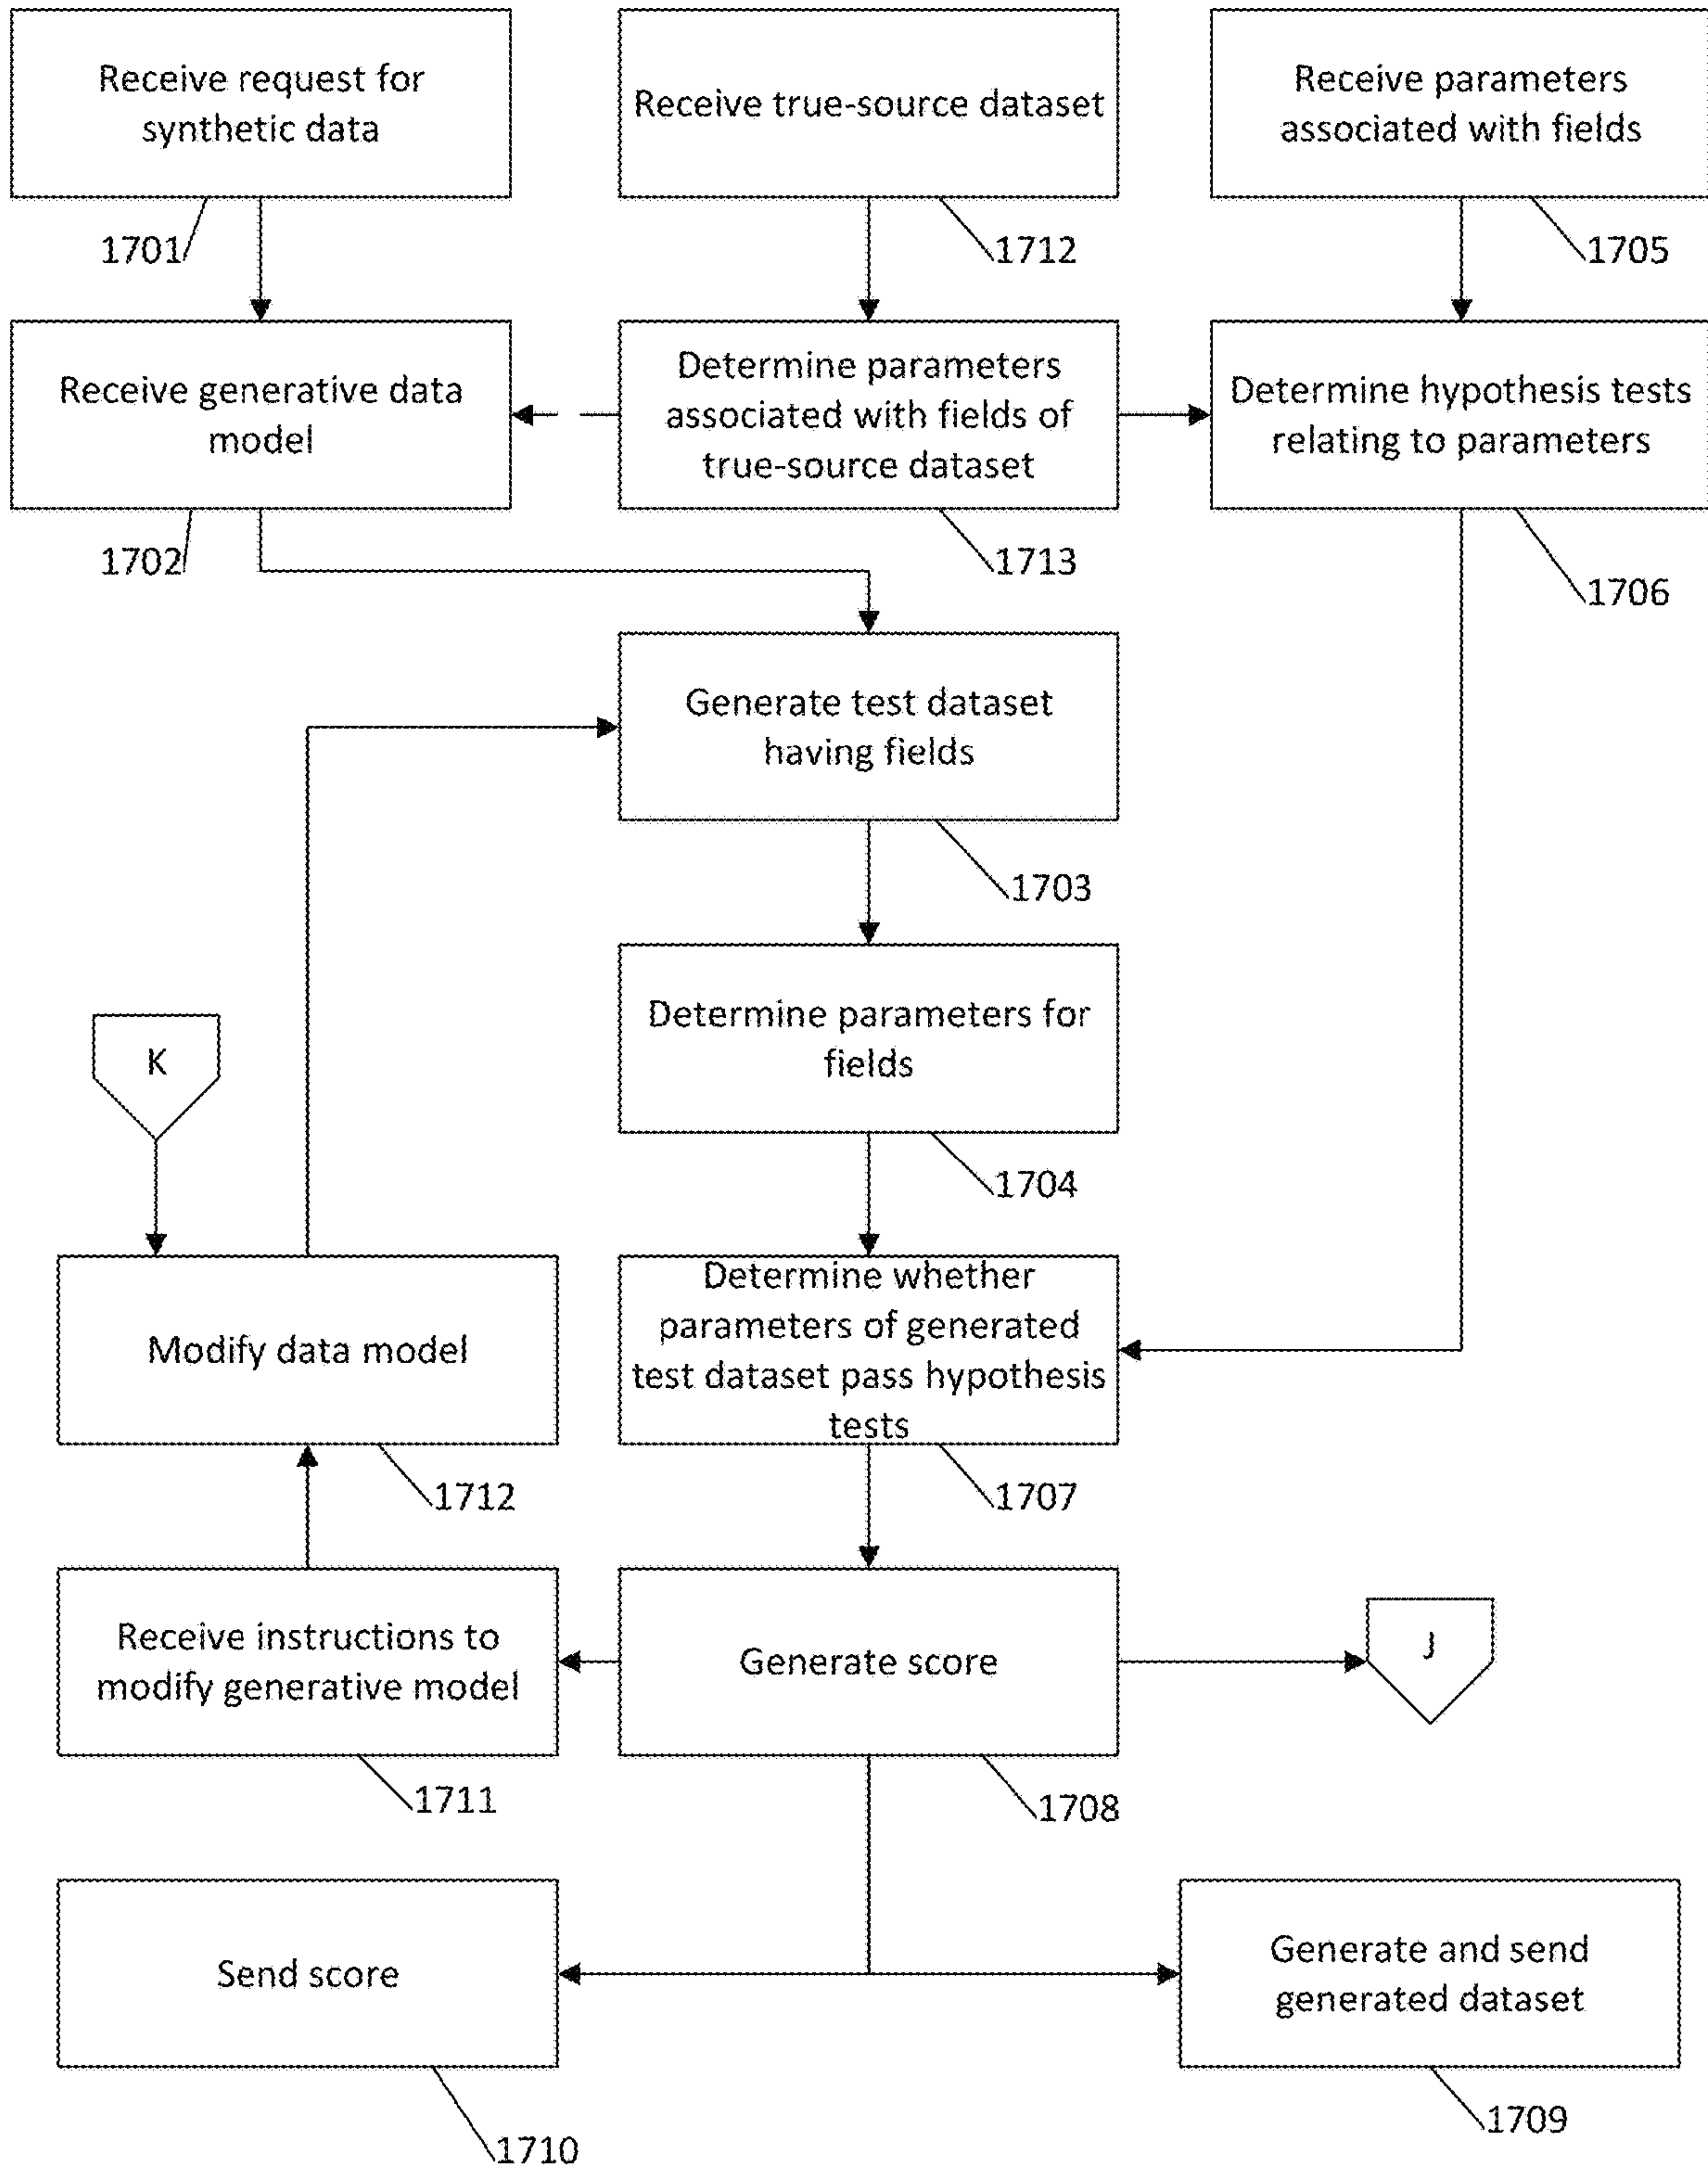 Receive request for
synthetic data
Receive true-source dataset
Receive parameters
associated with fields
1701
1712
1705
Receive generative data
model
Determine parameters
associated with fields of
true-source dataset
Determine hypothesis tests
relating to parameters
1702
1713
1706
Generate test dataset
having fields
1703
Determine parameters for
fields
K
1704
Modify data model
Determine whether
parameters of generated
test dataset pass hypothesis
tests
1712
1707
Receive instructions to
modify generative model
Generate score
J
1711
1708
Send score
Generate and send
generated dataset
1710
1709